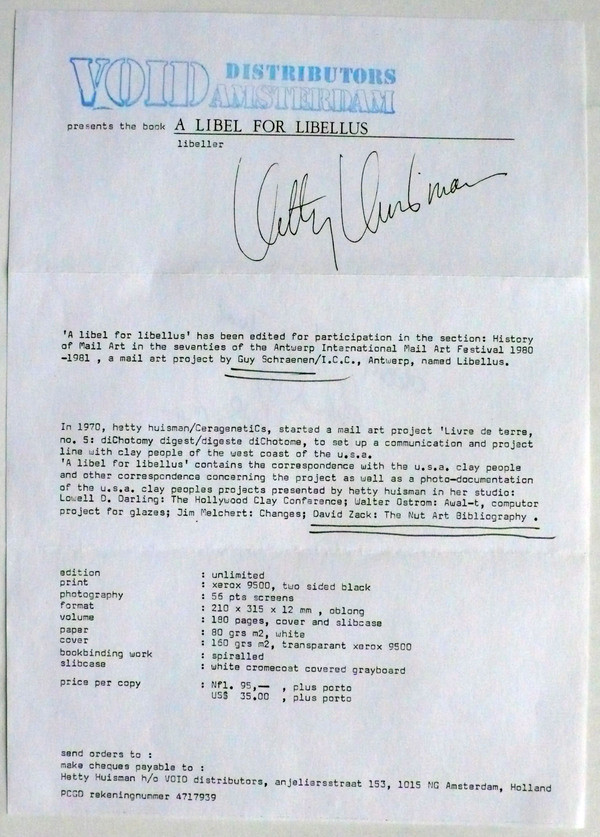 VOID DISTRIBUTORS
AMSTERDAM
presents the book A LIBEL FOR LIBELLUS
libeller
Hetty Huisman
'A libel for libellus' has been edited for participation in the section: History
of Mail Art in the seventies of the Antwerp International Mail Art Festival 1980
-1981 , a mail art project by Guy Schraenen/I.C.C., Antwerp, named Libellus.
In 1970, hetty huisman/CeragenetiCs, started a mail art project 'Livre de terre,
no. 5: diChotomy digest/digeste diChotome, to set up a communication and project
line with clay people of the west coast of the u.s.a.
'A libel for libellus' contains the correspondence with the u.s.a. clay people
and other correspondence concerning the project as well as a photo-documentation
of the u.s.a. clay peoples projects presented by hetty huisman in her studio:
Lowell D. Darling: The Hollywood Clay Conference; Walter Ostrom: Awal-t, computor
project for glazes; Jim Melchert: Changes; David Zack: The Nut Art Bibliography .
edition : unlimited
print : xerox 9500, two sided black
photography : 56 pts screens
format : 210 x 315 x 12 mm , oblong
volume : 180 pages, cover and slibcase
paper : 80 grs m2, white
cover : 160 grs m2, transparant xerox 9500
bookbinding work : spiralled
slibcase : white cromecoat covered grayboard
price per copy : Nfl. 95,— , plus porto
US$ 35.00 , plus porto
send orders to :
make cheques payable to :
Hetty Huisman h/o VOID distributors, anjeliersstraat 153, 1015 NG Amsterdam, Holland
PCGD rekeningnummer 4717939